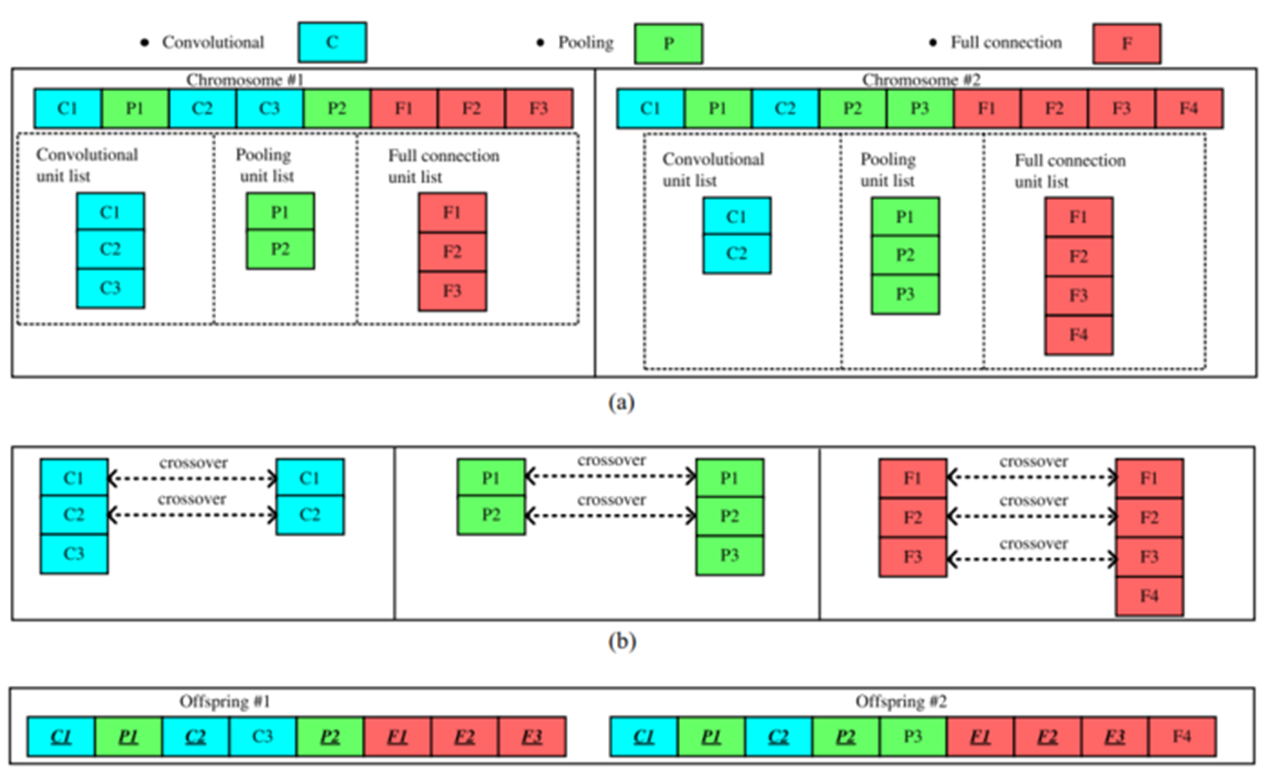 • Convolutional C • Pooling P • Full connection F
Chromosome #1 Chromosome #2
C1 P1 C2 C3 P2 F1 F2 F3 C1 P1 C2 P2 P3 F1 F2 F3 F4
Convolutional
unit list
C1
C2
C3
Pooling
unit list
P1
P2
Full connection
unit list
F1
F2
F3
Convolutional
unit list
C1
C2
Pooling
unit list
P1
P2
P3
Full connection
unit list
F1
F2
F3
F4
(a)
C1 crossover C1
C2 crossover C2
C3
P1 crossover P1
P2 crossover P2
P3
F1 crossover F1
F2 crossover F2
F3 crossover F3
F4
(b)
Offspring #1 Offspring #2
C1 P1 C2 C3 P2 F1 F2 F3 C1 P1 C2 P2 P3 F1 F2 F3 F4